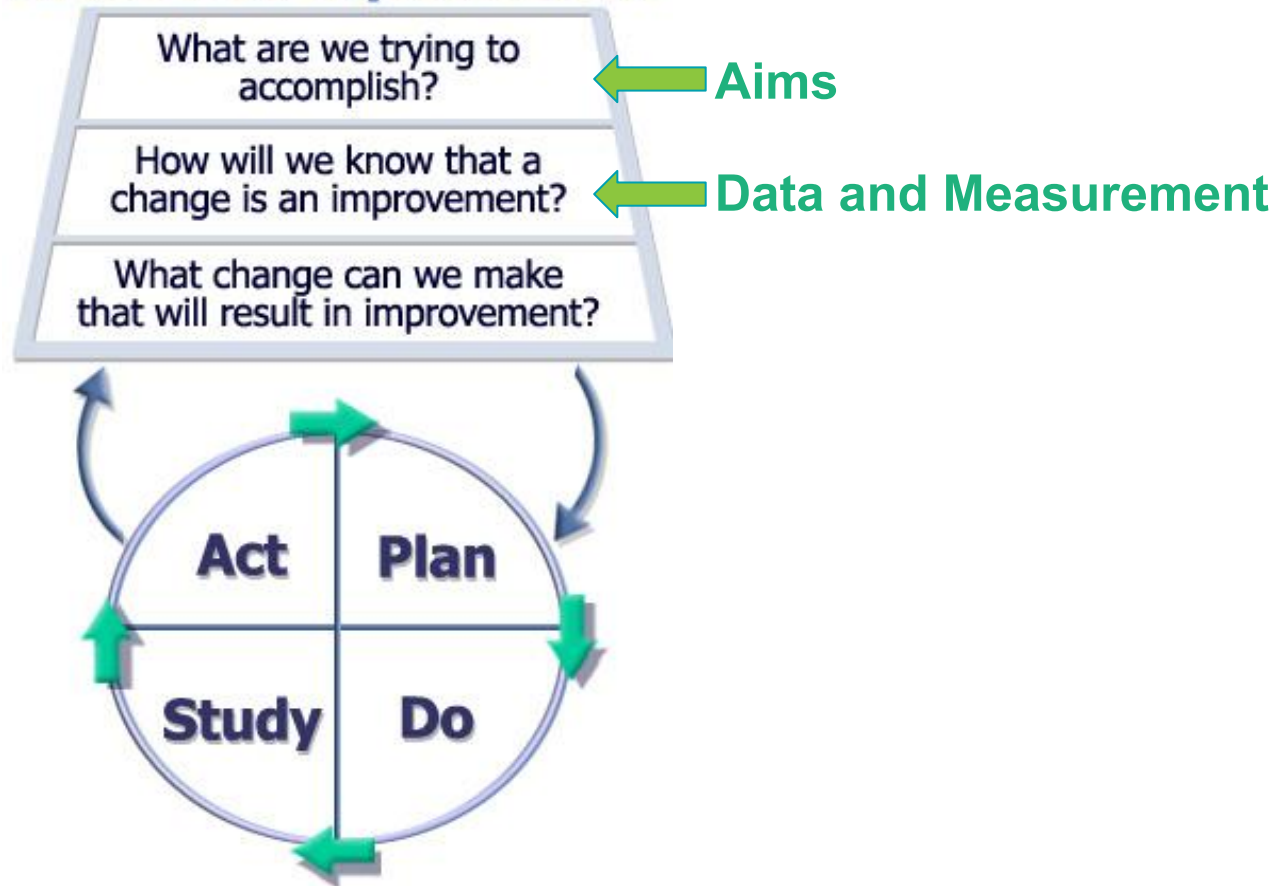 What are we trying to
accomplish?
Aims
How will we know that a
change is an improvement?
Data and Measurement
What change can we make
that will result in improvement?
Act
Plan
Study
Do